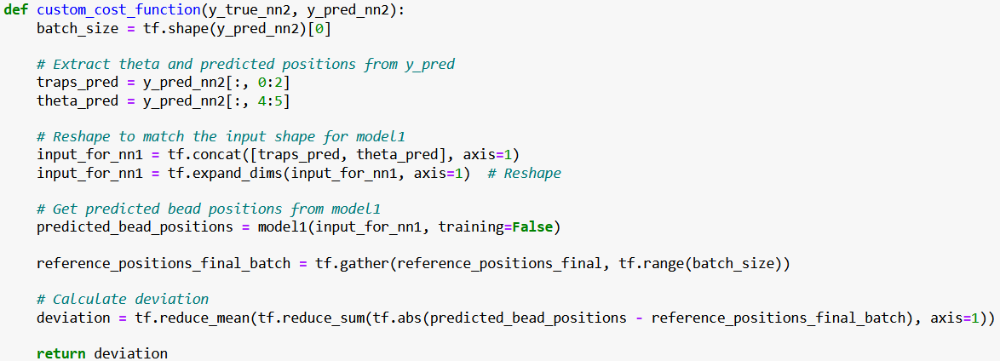 def custom_cost_function(y_true_nn2, y_pred_nn2):
    batch_size = tf.shape(y_pred_nn2)[0]

    # Extract theta and predicted positions from y_pred
    traps_pred = y_pred_nn2[:, 0:2]
    theta_pred = y_pred_nn2[:, 4:5]

    # Reshape to match the input shape for model1
    input_for_nn1 = tf.concat([traps_pred, theta_pred], axis=1)
    input_for_nn1 = tf.expand_dims(input_for_nn1, axis=1)  # Reshape

    # Get predicted bead positions from model1
    predicted_bead_positions = model1(input_for_nn1, training=False)

    reference_positions_final_batch = tf.gather(reference_positions_final, tf.range(batch_size))

    # Calculate deviation
    deviation = tf.reduce_mean(tf.reduce_sum(tf.abs(predicted_bead_positions - reference_positions_final_batch), axis=1))

    return deviation